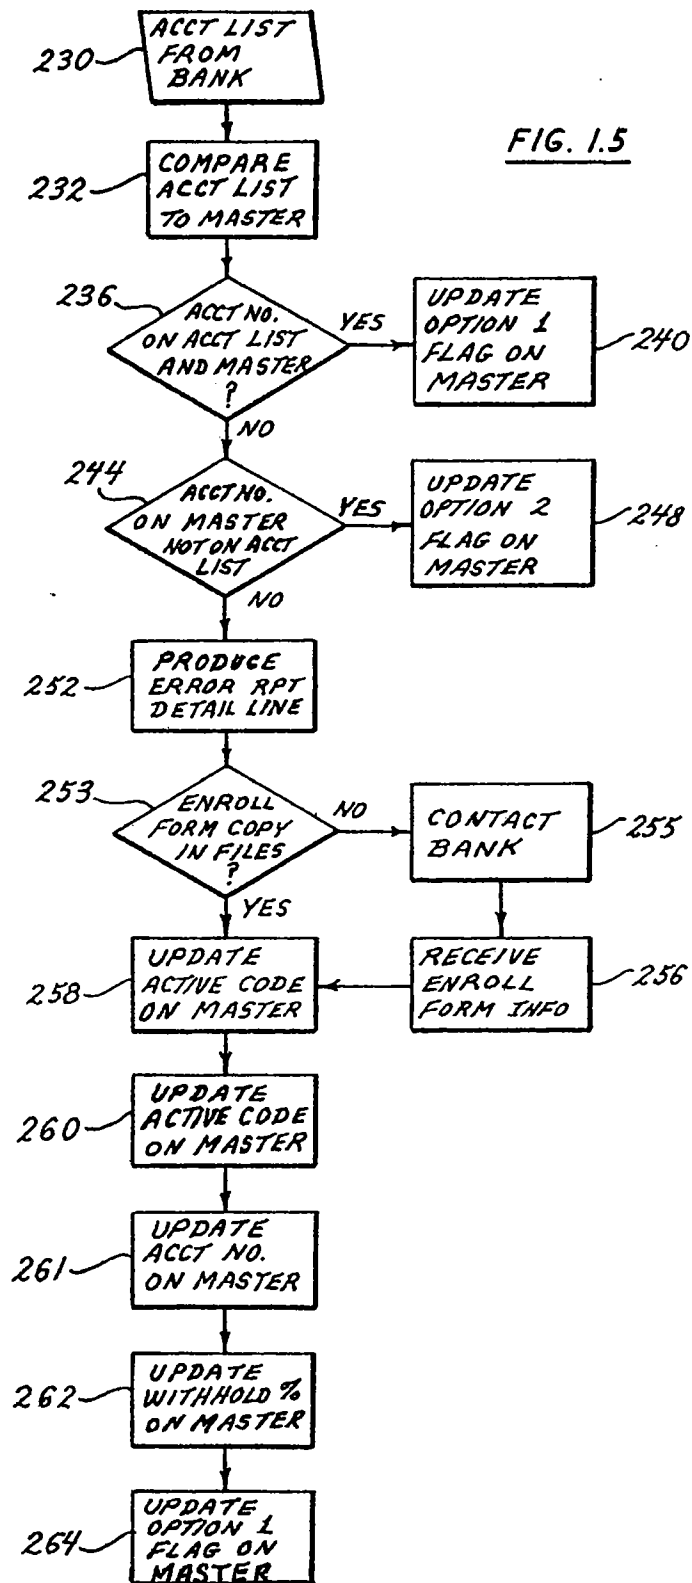 ACCT LIST
FROM
BANK
230
FIG. 1.5
COMPARE
ACCT LIST
TO MASTER
232
236
ACCT NO.
ON ACCT LIST
AND MASTER
?
YES
UPDATE
OPTION 1
FLAG ON
MASTER
240
NO
244
ACCT NO.
ON MASTER
NOT ON ACCT
LIST
YES
UPDATE
OPTION 2
FLAG ON
MASTER
248
NO
PRODUCE
ERROR RPT
DETAIL LINE
252
253
ENROLL
FORM COPY
IN FILES
?
NO
CONTACT
BANK
255
YES
UPDATE
ACTIVE CODE
ON MASTER
258
RECEIVE
ENROLL
FORM INFO
256
UPDATE
ACTIVE CODE
ON MASTER
260
UPDATE
ACCT NO.
ON MASTER
261
UPDATE
WITHHOLD %
ON MASTER
262
UPDATE
OPTION 1
FLAG ON
MASTER
264